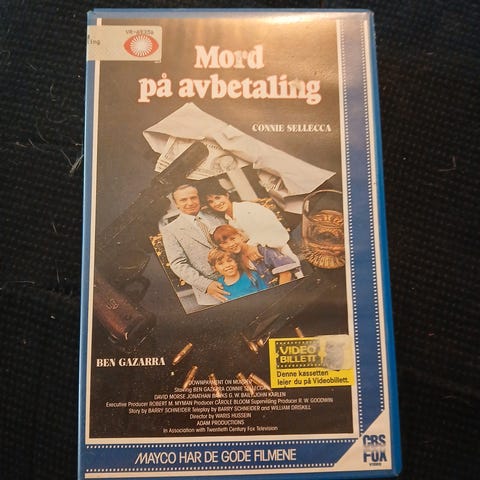 VR-69356
Mord
på avbetaling
CONNIE SELLECCA
BEN GAZARRA
VIDEO
BILLETT
Denne kassetten
leier du på Videobillett.
DOWNPAYMENT ON MURDER
Starring BEN GAZARRA CONNIE SELLECCA
DAVID MORSE JONATHAN BANKS G. W. BAILEY JOHN KARLEN
Executive Producer ROBERT M. MYMAN Producer CAROLE BLOOM Supervising Producer R. W. GOODWIN
Story by BARRY SCHNEIDER Teleplay by BARRY SCHNEIDER and WILLIAM DRISKILL
Director by WARIS HUSSEIN
ADAM PRODUCTIONS
In Association with Twentieth Century Fox Television
MAYCO HAR DE GODE FILMENE
CBS
FOX
VIDEO